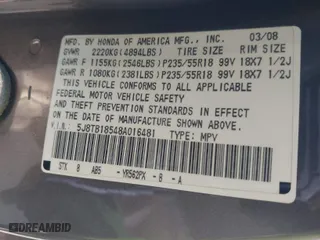 MFD. BY HONDA OF AMERICA MFG., INC. 03/08
GVWR 2220KG(4894LBS) TIRE SIZE RIM SIZE
GAWR F 1155KG(2546LBS)P235/55R18 99V 18X7 1/2J
GAWR R 1080KG(2381LBS)P235/55R18 99V 18X7 1/2J
THIS VEHICLE CONFORMS TO ALL APPLICABLE FEDERAL
MOTOR VEHICLE SAFETY AND
THEFT PREVENTION STANDARDS IN EFFECT
ON THE DATE OF MANUFACTURE SHOWN ABOVE.
V.I.N.: 5J8TB18548A016481 TYPE: MPV
STX 0 ABS - YR562PX - B - A
DREAMBID